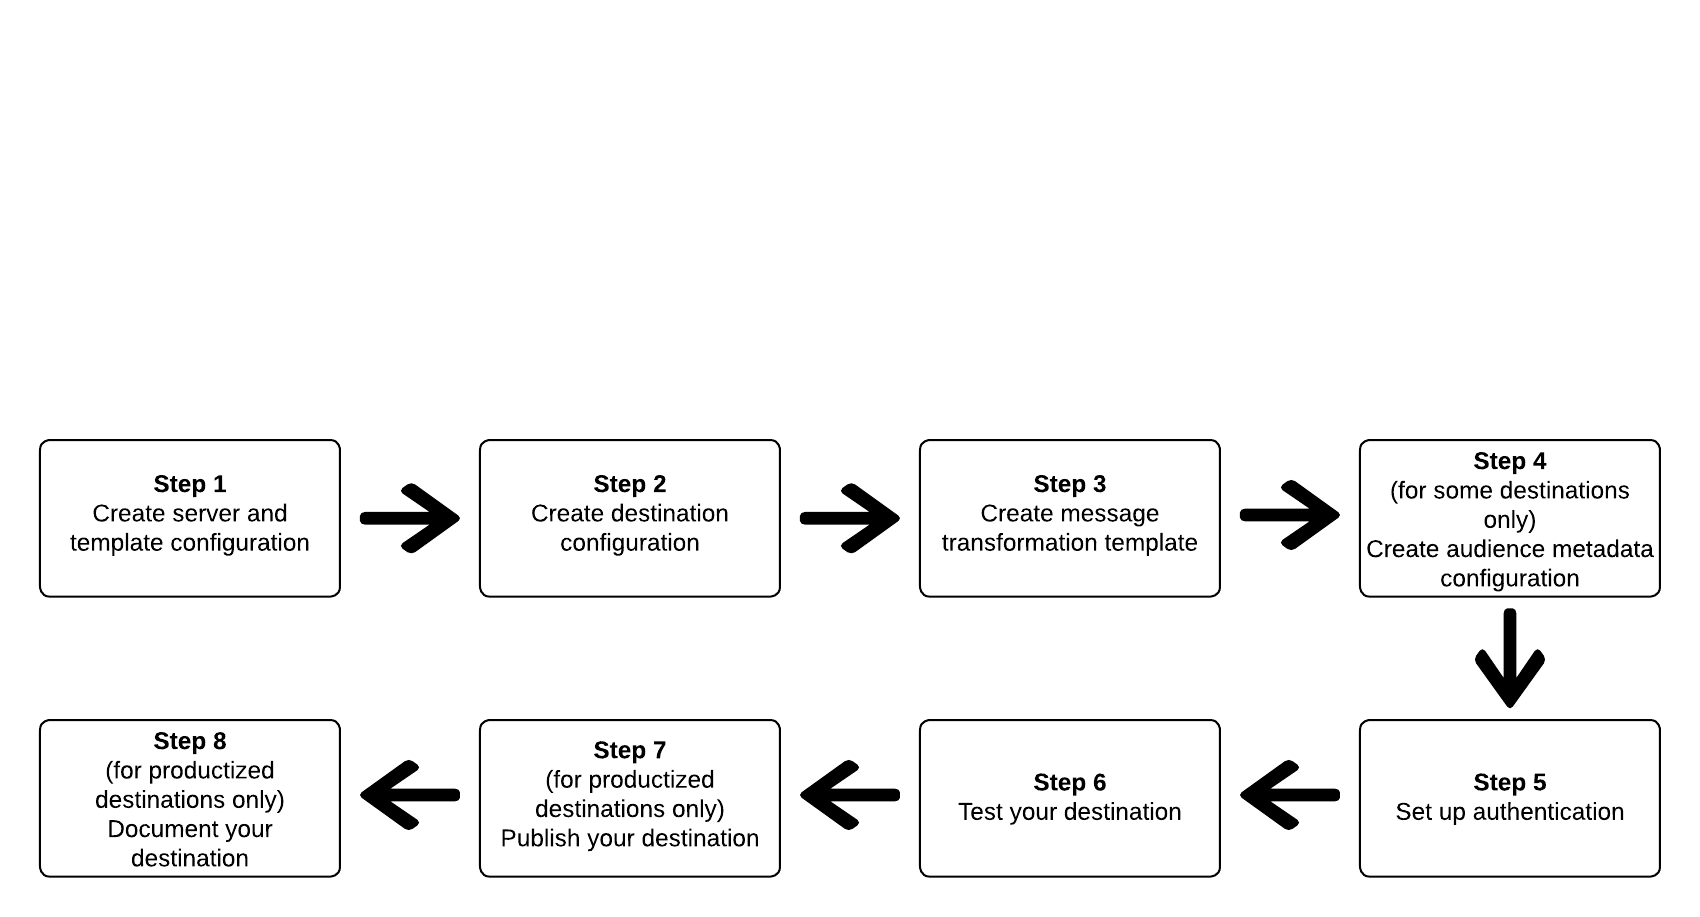 Step 1
Create server and
template configuration
Step 2
Create destination
configuration
Step 3
Create message
transformation template
Step 4
(for some destinations
only)
Create audience metadata
configuration
Step 5
Set up authentication
Step 6
Test your destination
Step 7
(for productized
destinations only)
Publish your destination
Step 8
(for productized
destinations only)
Document your
destination